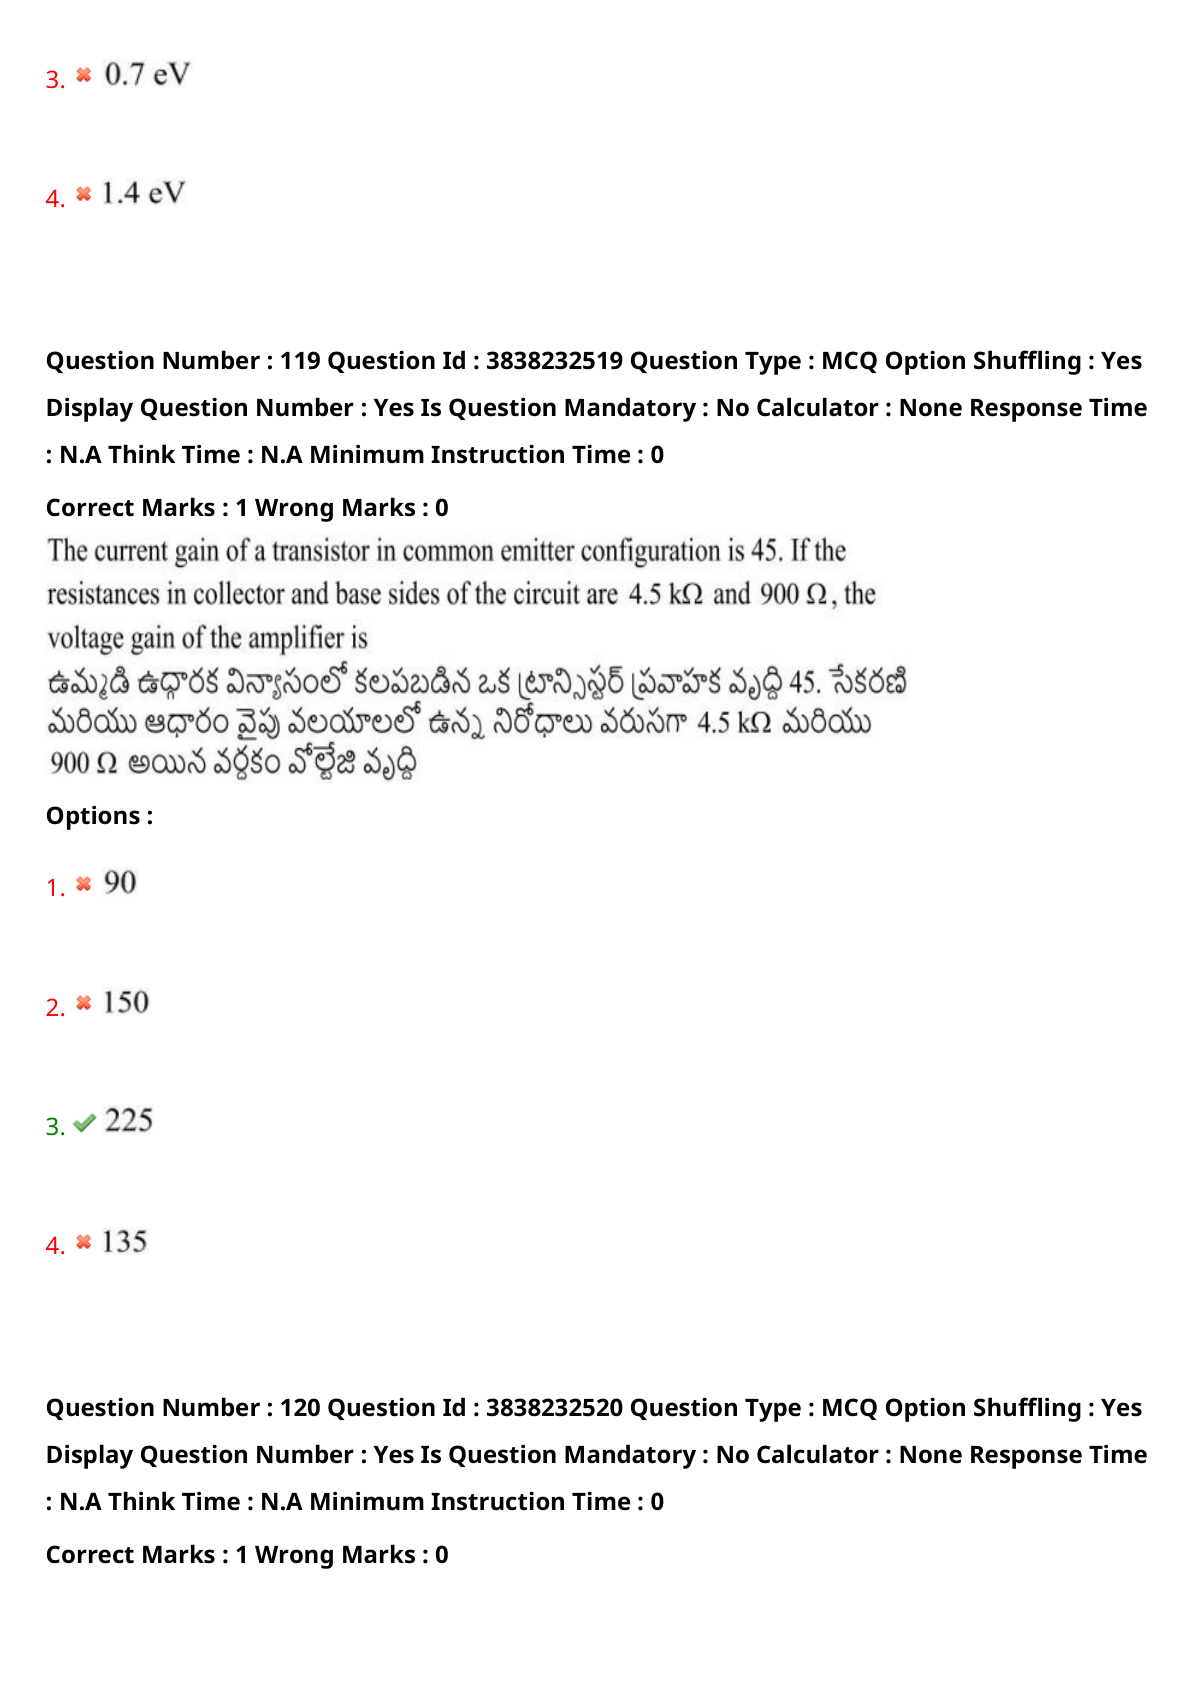 3. 0.7 eV
4. 1.4 eV
Question Number : 119 Question Id : 3838232519 Question Type : MCQ Option Shuffling : Yes
Display Question Number : Yes Is Question Mandatory : No Calculator : None Response Time
: N.A Think Time : N.A Minimum Instruction Time : 0
Correct Marks : 1 Wrong Marks : 0
The current gain of a transistor in common emitter configuration is 45. If the
resistances in collector and base sides of the circuit are 4.5 kΩ and 900 Ω, the
voltage gain of the amplifier is
ఉమ్మడి ఉద్గారక విన్యాసంలో కలపబడిన ఒక ట్రాన్సిస్టర్ ప్రవాహక వృద్ధి 45. సేకరణి
మరియు ఆధారం వైపు వలయాలలో ఉన్న నిరోధాలు వరుసగా 4.5 kΩ మరియు
900 Ω అయిన వర్ధకం వోల్టేజి వృద్ధి
Options :
1. 90
2. 150
3. 225
4. 135
Question Number : 120 Question Id : 3838232520 Question Type : MCQ Option Shuffling : Yes
Display Question Number : Yes Is Question Mandatory : No Calculator : None Response Time
: N.A Think Time : N.A Minimum Instruction Time : 0
Correct Marks : 1 Wrong Marks : 0